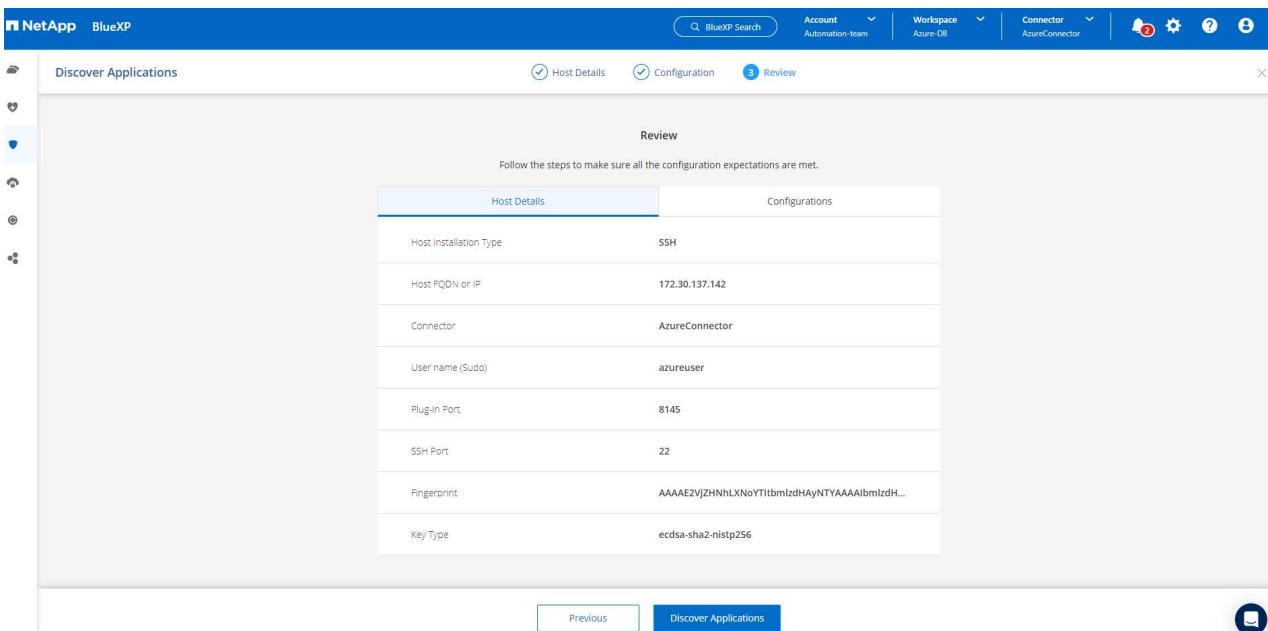 NetApp BlueXP
BlueXP Search
Account
Automation-team
Workspace
Azure-DB
Connector
AzureConnector
2
Discover Applications
Host Details
Configuration
3 Review
Review
Follow the steps to make sure all the configuration expectations are met.
Host Details Configurations
Host Installation Type SSH
Host FQDN or IP 172.30.137.142
Connector AzureConnector
User name (Sudo) azureuser
Plug-in Port 8145
SSH Port 22
Fingerprint AAAAE2VjZHNhLXNoYTItbmlzdHAyNTYAAAAIbmlzdH...
Key Type ecdsa-sha2-nistp256
Previous Discover Applications